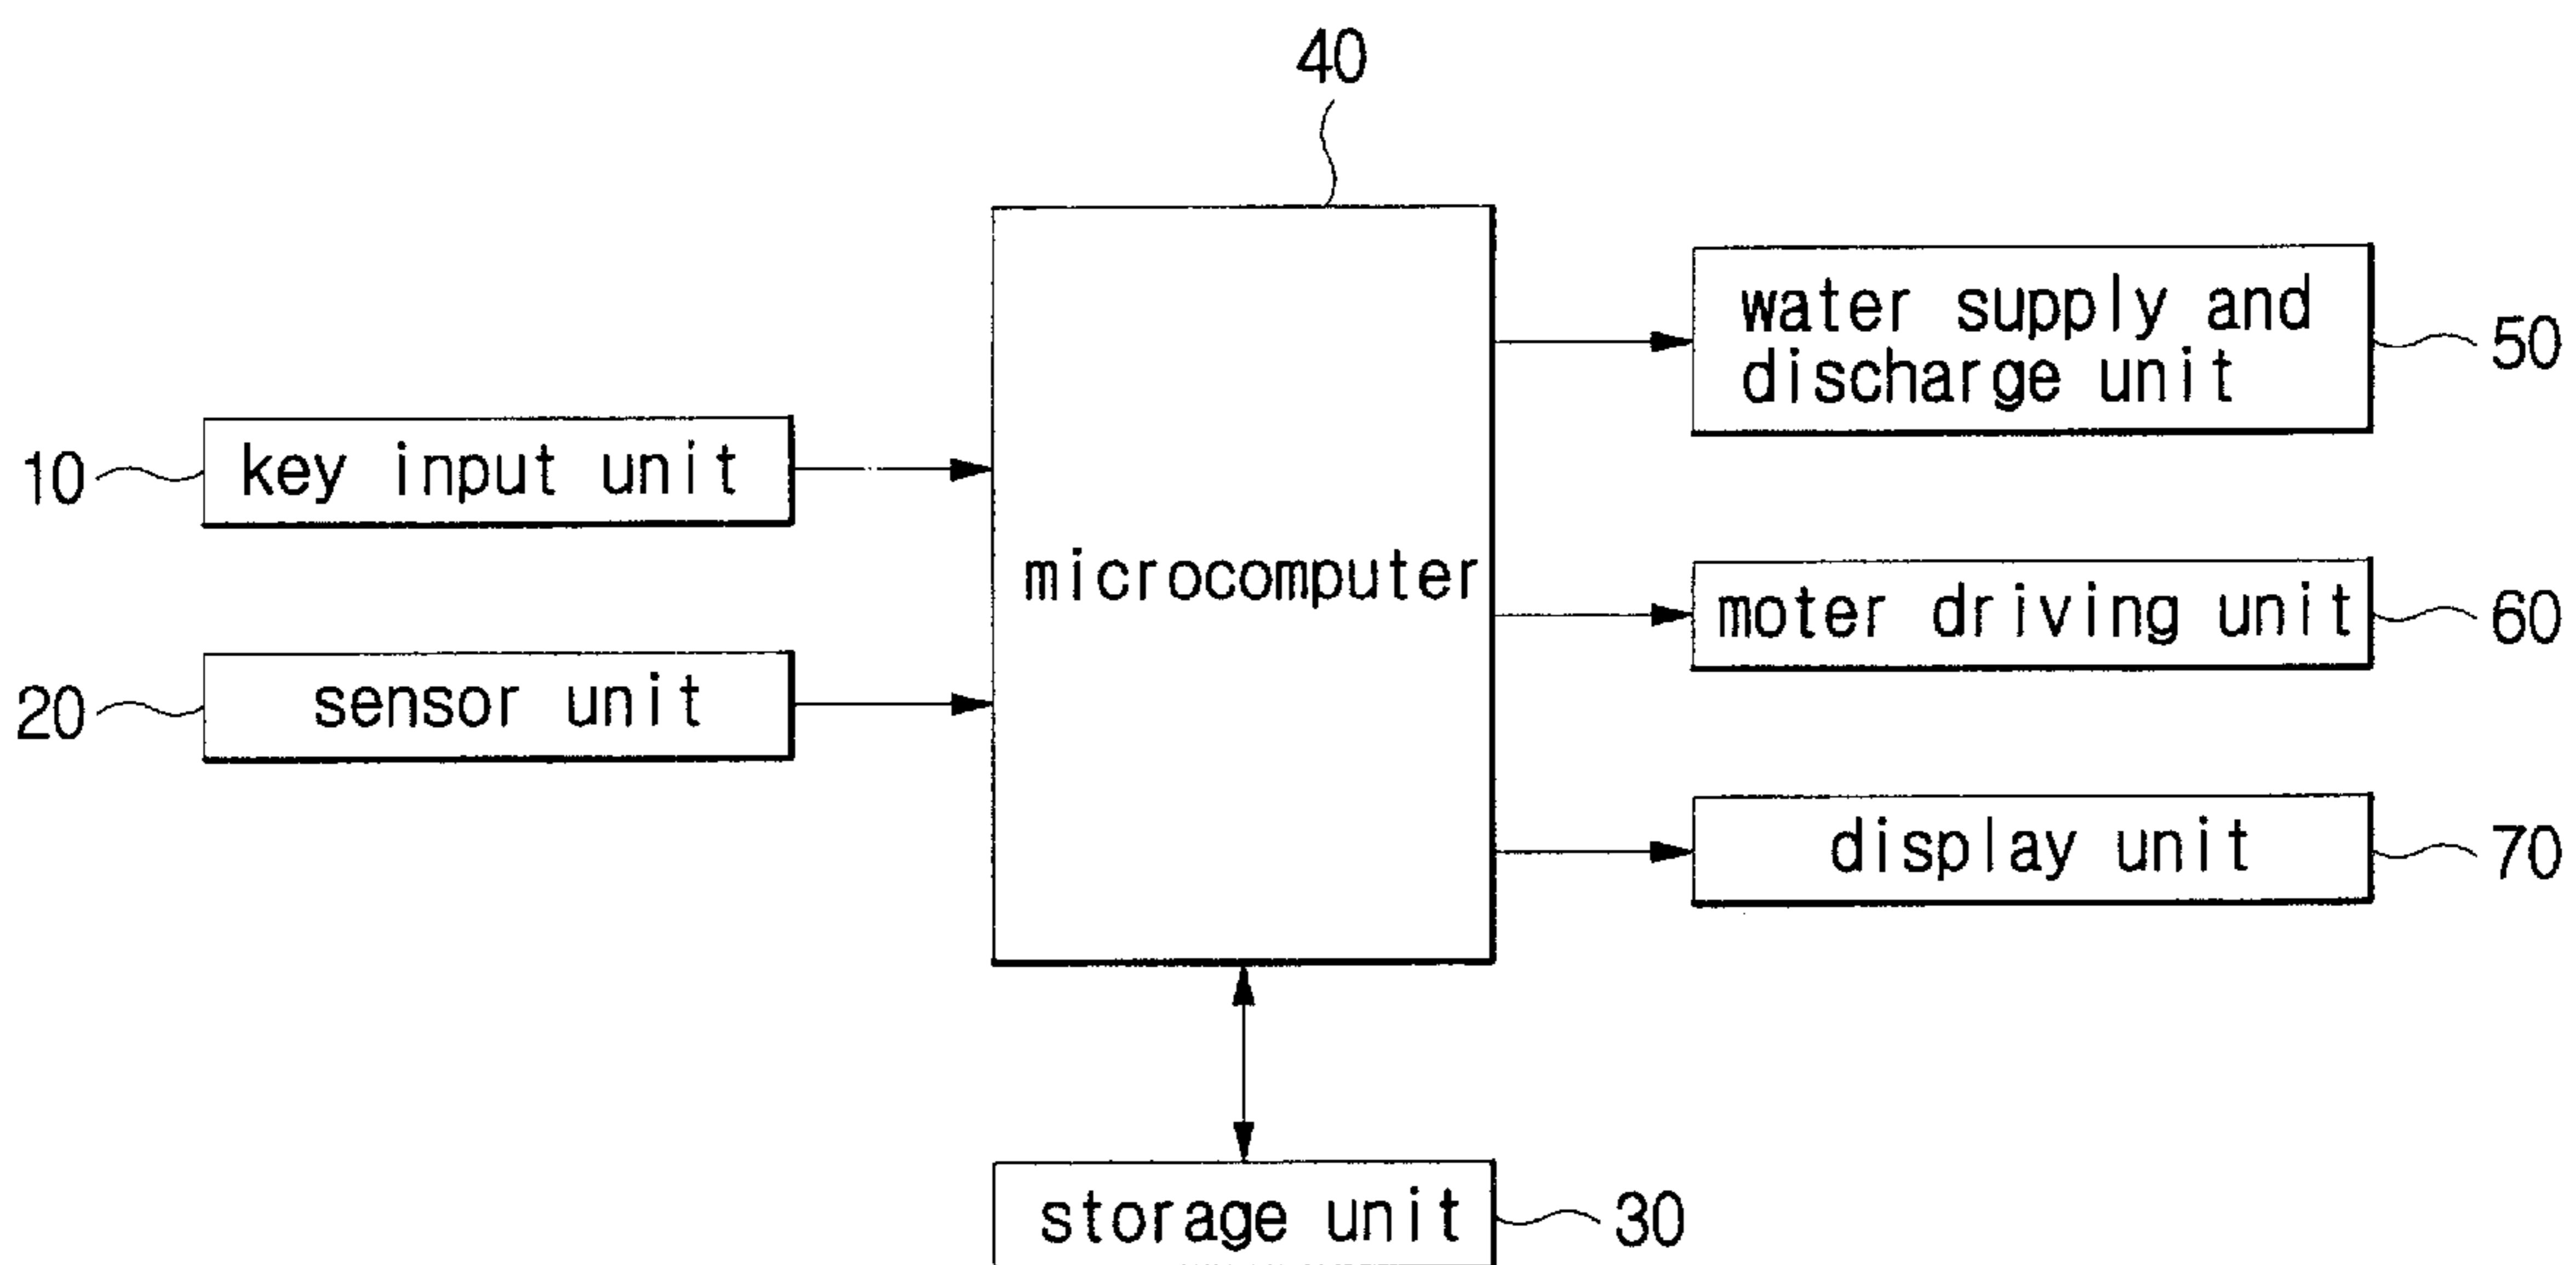 40
water supply and
discharge unit
50
10
key input unit
microcomputer
moter driving unit
60
20
sensor unit
display unit
70
storage unit
30